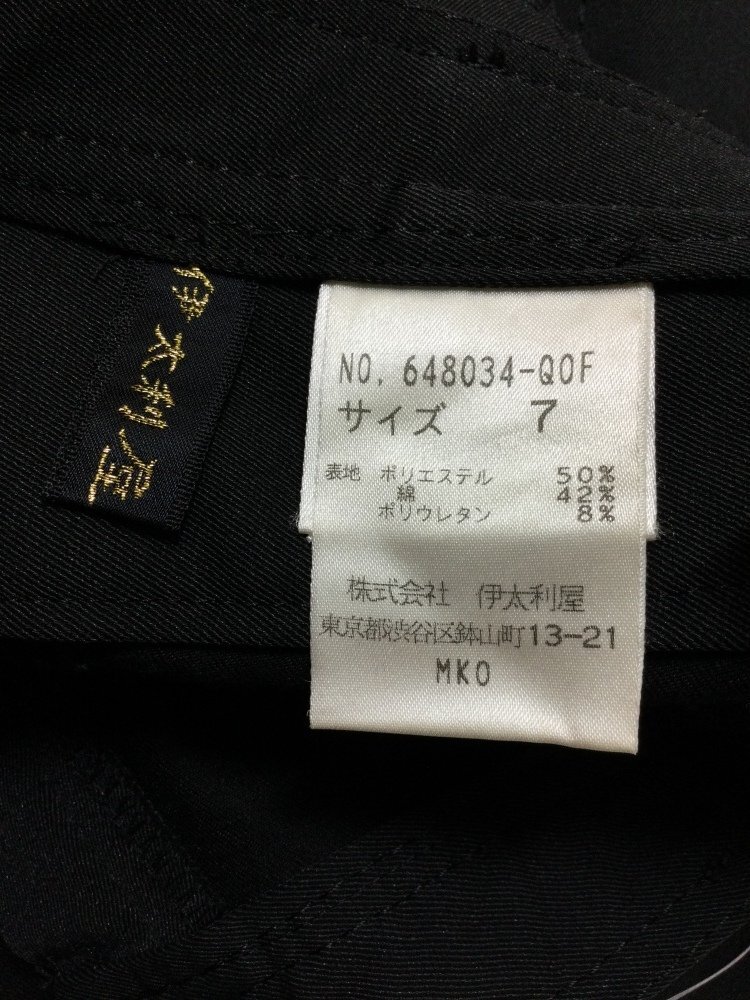 伊太利屋
NO. 648034-Q0F
サイズ 7
表地 ポリエステル 50%
綿 42%
ポリウレタン 8%
株式会社 伊太利屋
東京都渋谷区鉢山町13-21
MKO